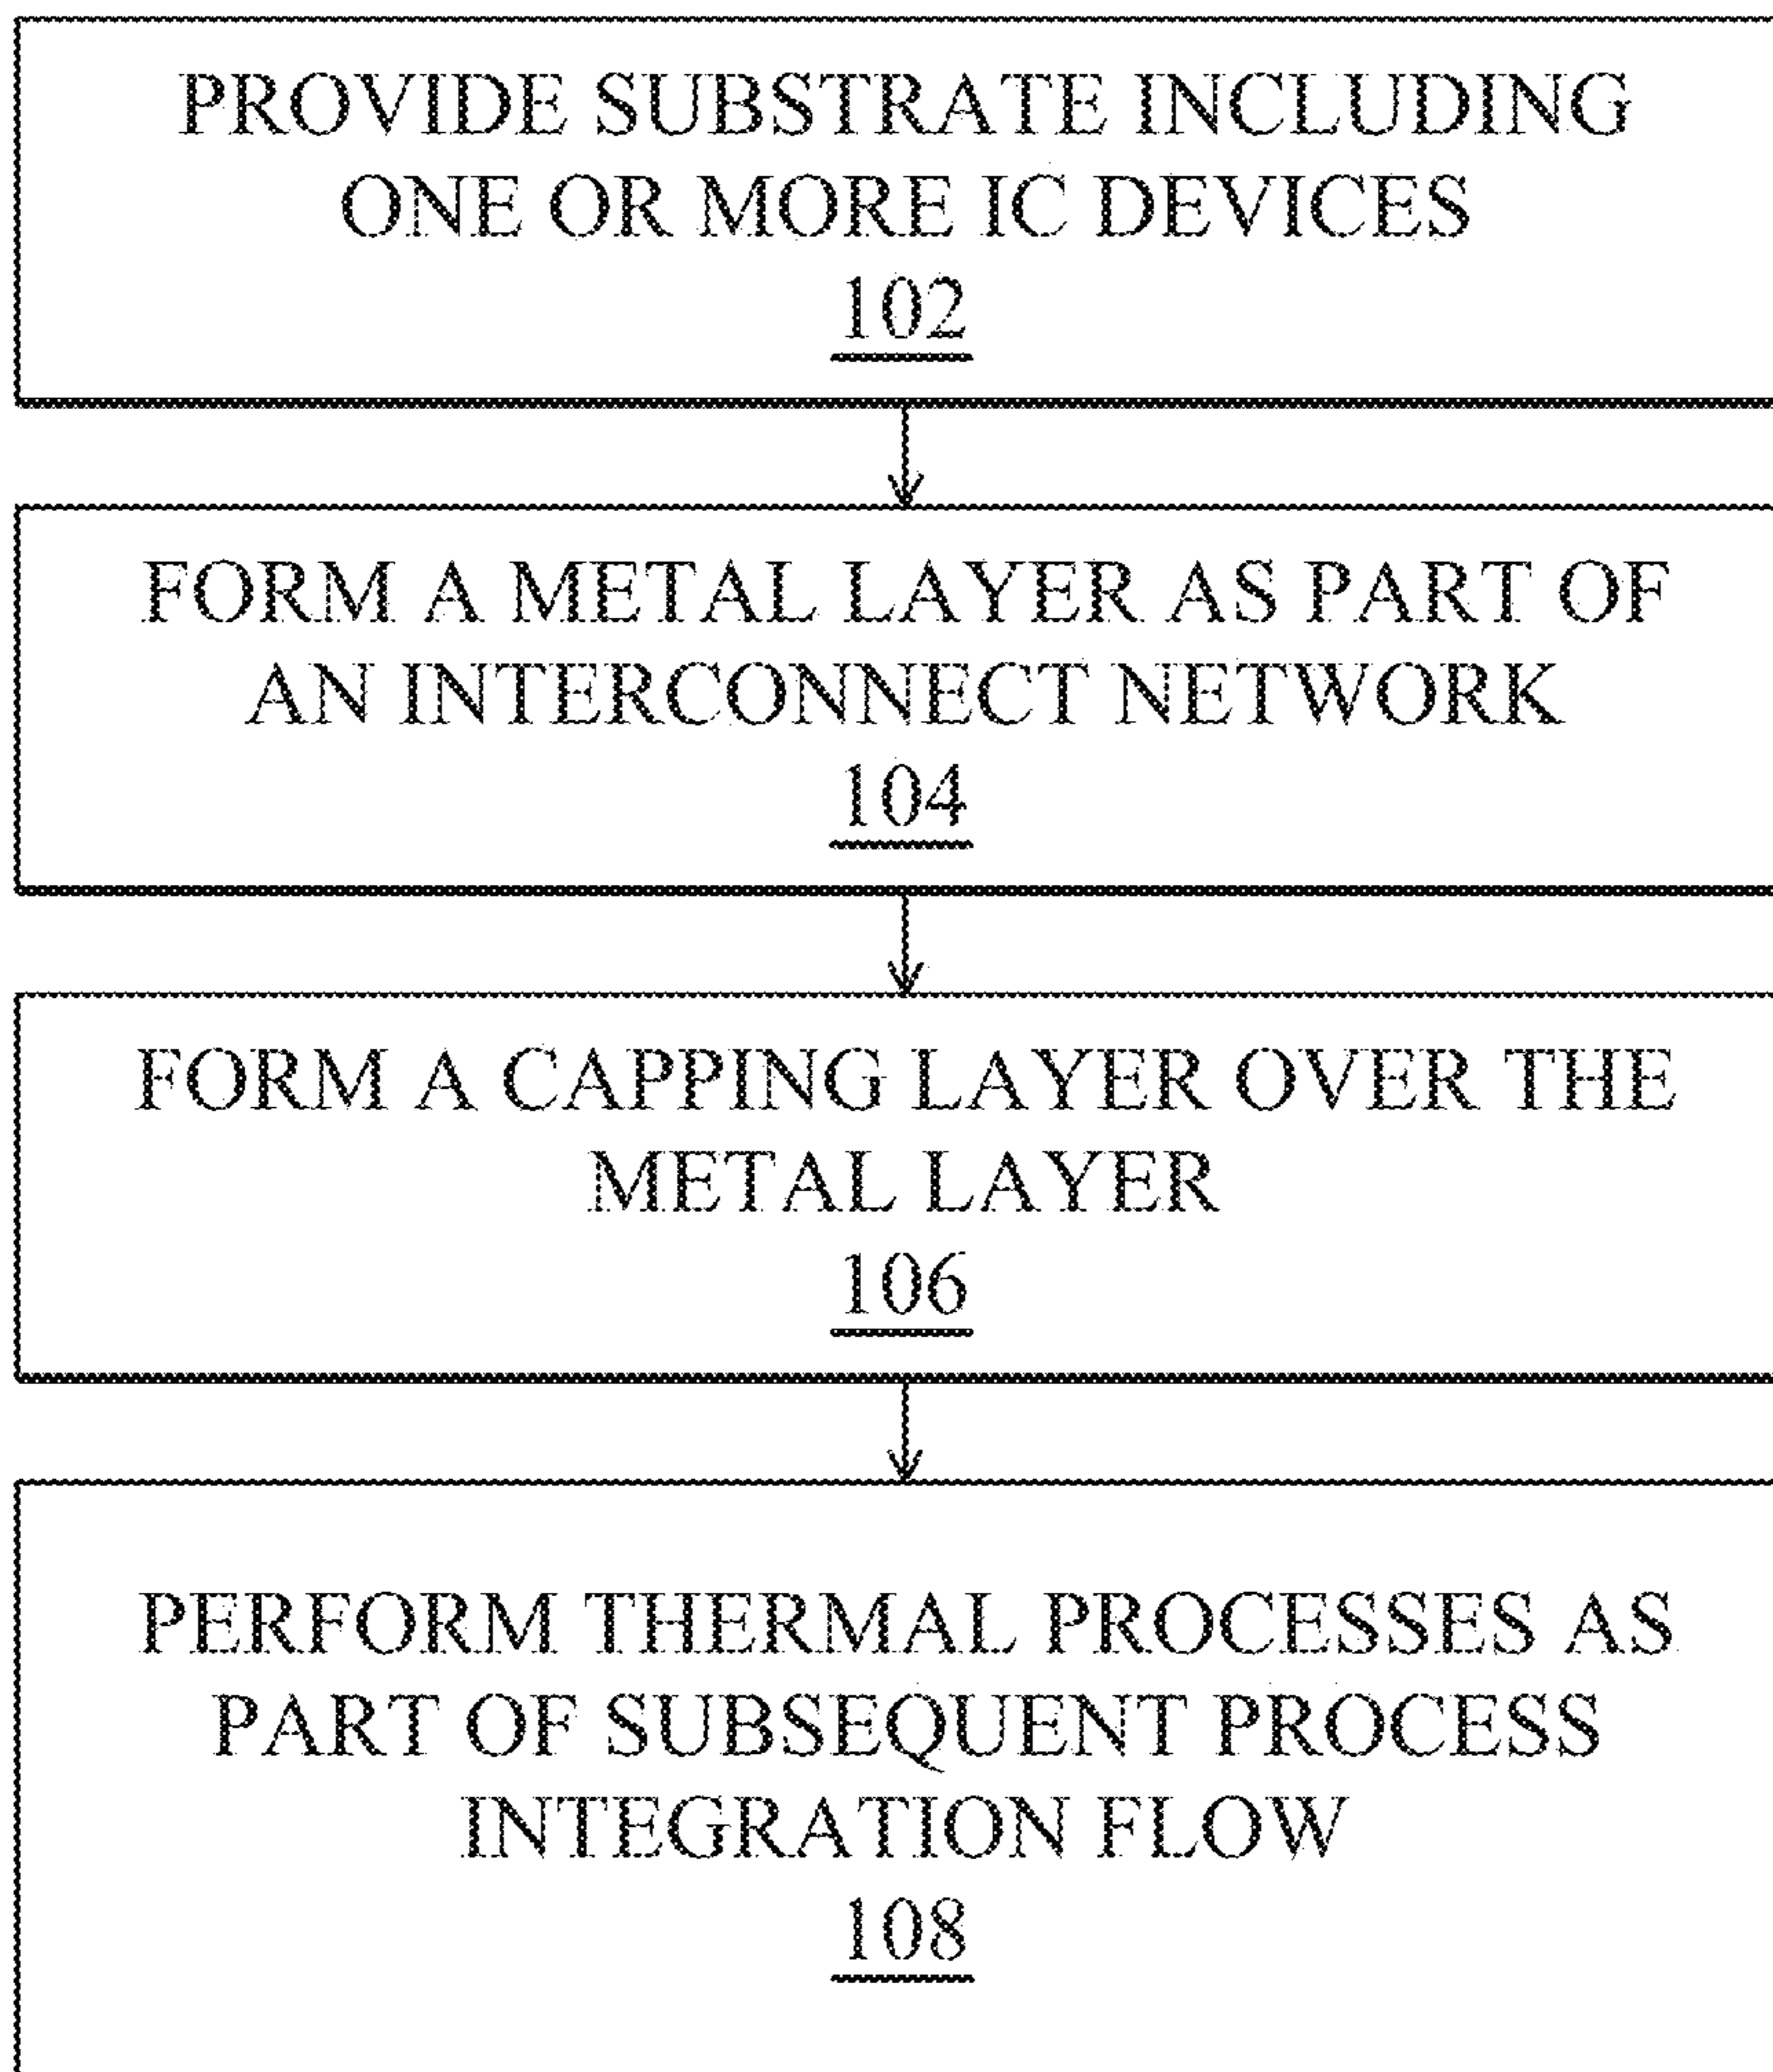 PROVIDE SUBSTRATE INCLUDING
ONE OR MORE IC DEVICES
102
FORM A METAL LAYER AS PART OF
AN INTERCONNECT NETWORK
104
FORM A CAPPING LAYER OVER THE
METAL LAYER
106
PERFORM THERMAL PROCESSES AS
PART OF SUBSEQUENT PROCESS
INTEGRATION FLOW
108